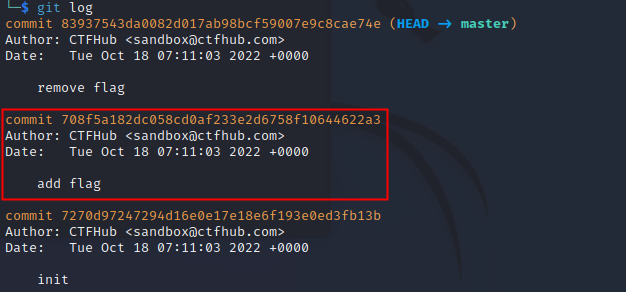 └─$ git log
commit 83937543da0082d017ab98bcf59007e9c8cae74e (HEAD → master)
Author: CTFHub <sandbox@ctfhub.com>
Date:   Tue Oct 18 07:11:03 2022 +0000
remove flag
commit 708f5a182dc058cd0af233e2d6758f10644622a3
Author: CTFHub <sandbox@ctfhub.com>
Date:   Tue Oct 18 07:11:03 2022 +0000
add flag
commit 7270d97247294d16e0e17e18e6f193e0ed3fb13b
Author: CTFHub <sandbox@ctfhub.com>
Date:   Tue Oct 18 07:11:03 2022 +0000
init